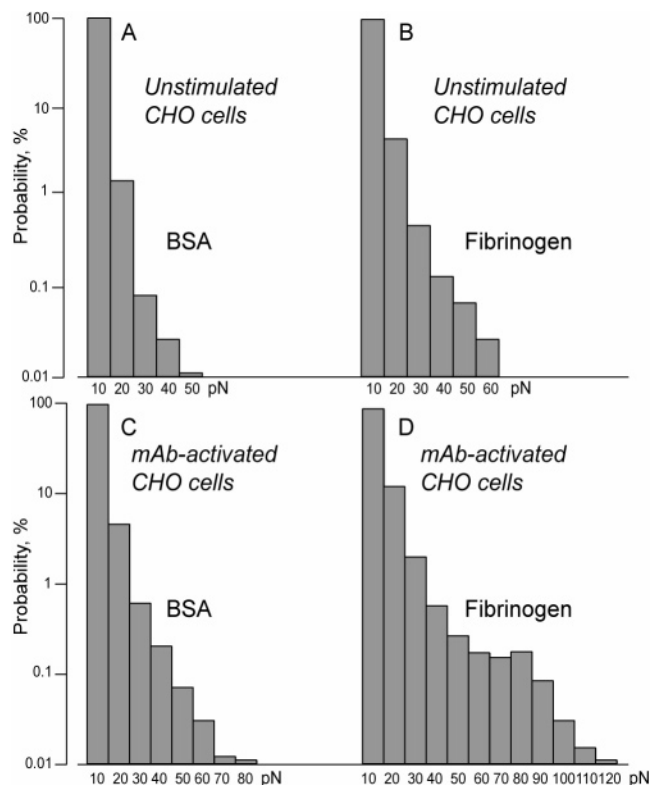 A
Unstimulated
CHO cells
BSA
Probability, %
100
10
1
0.1
0.01
10 20 30 40 50 pN
B
Unstimulated
CHO cells
Fibrinogen
10 20 30 40 50 60 pN
C
mAb-activated
CHO cells
BSA
Probability, %
100
10
1
0.1
0.01
10 20 30 40 50 60 70 80 pN
D
mAb-activated
CHO cells
Fibrinogen
10 20 30 40 50 60 70 80 90 100 110 120 pN